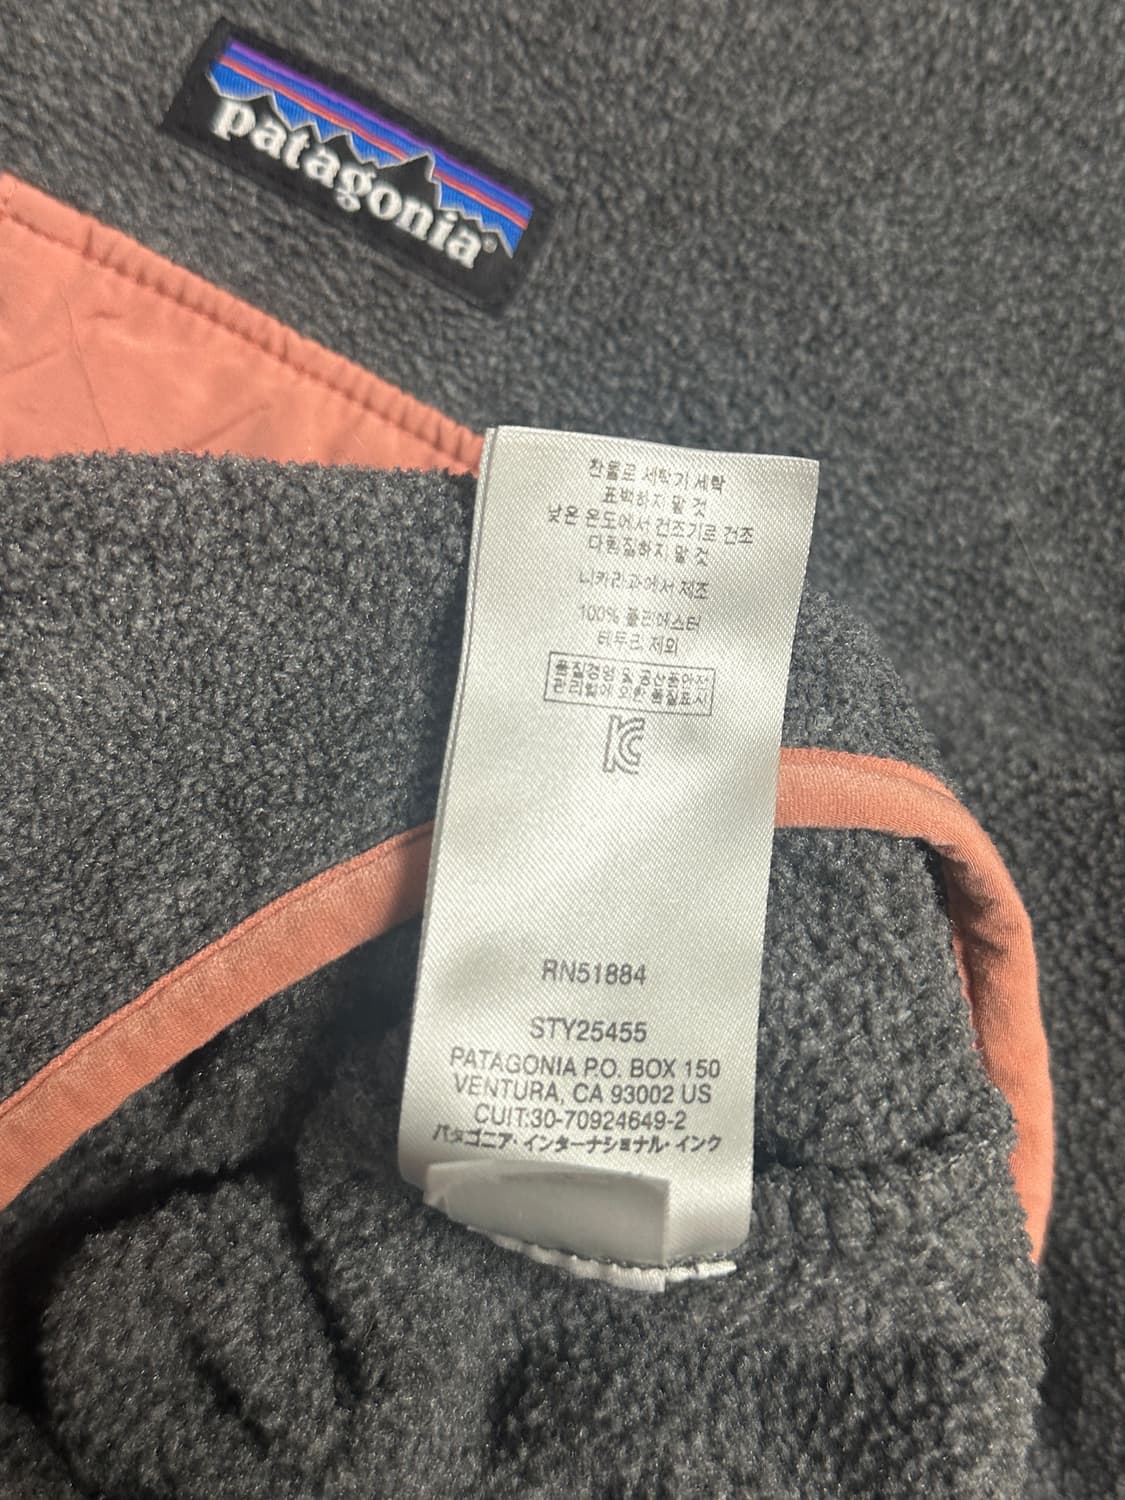 patagonia®
찬물로 세탁기 세탁
표백하지 말 것
낮은 온도에서 건조기로 건조
다림질하지 말 것
니카라과에서 제조
100% 폴리에스터
테두리 제외
품질경영 및 공산품안전
관리법에 의한 품질표시
KC
RN51884
STY25455
PATAGONIA P.O. BOX 150
VENTURA, CA 93002 US
CUIT:30-70924649-2
パタゴニア･インターナショナル･インク